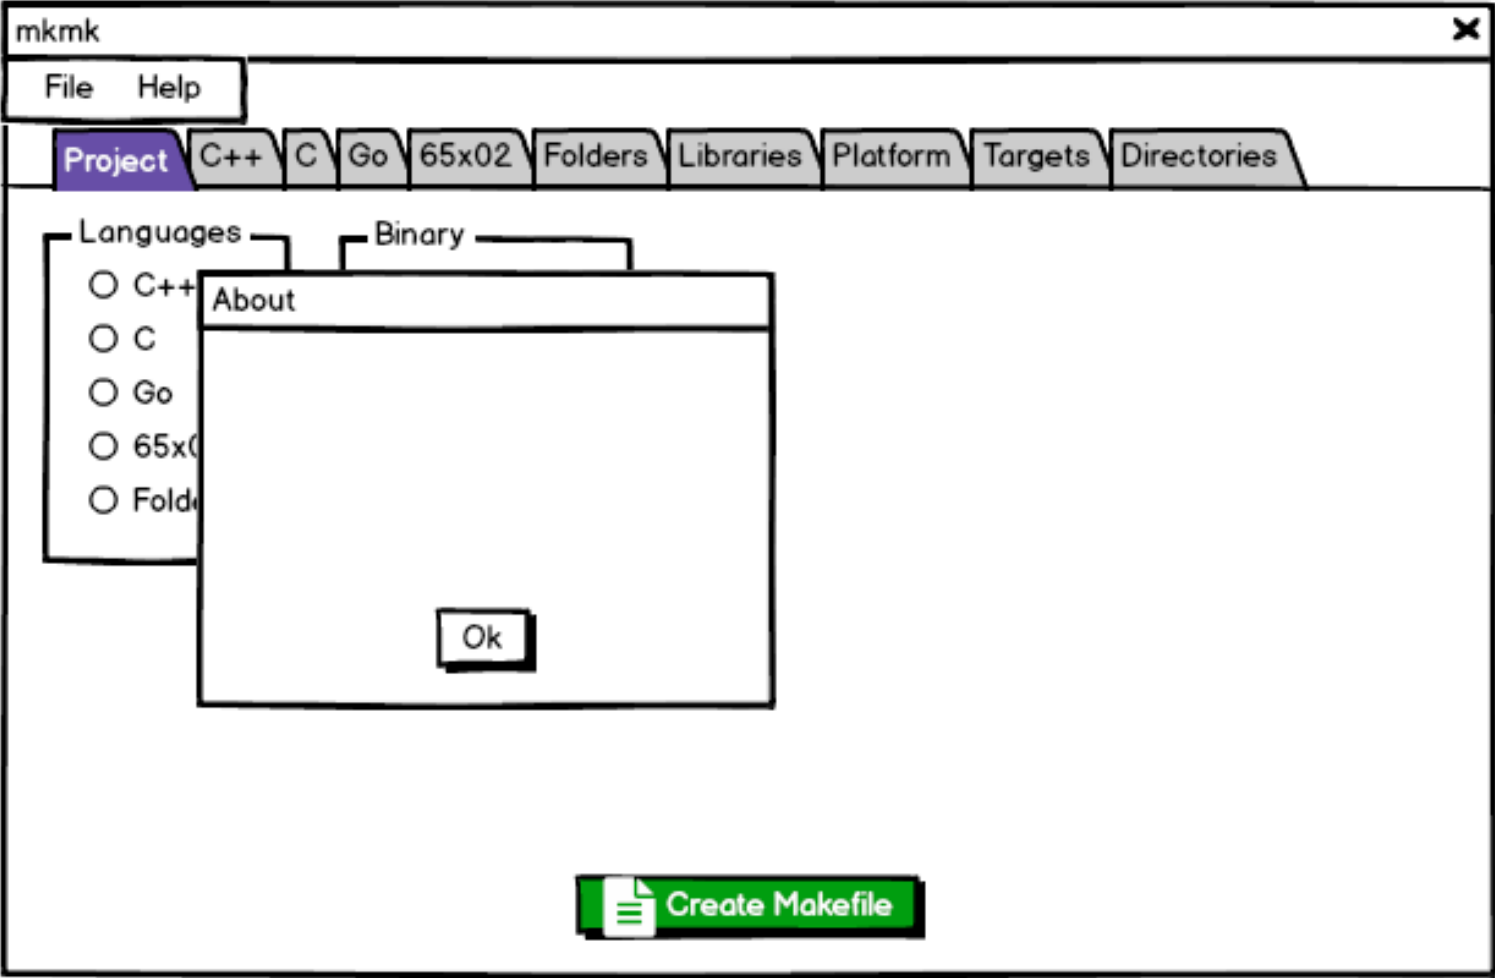 mkmk
File Help
Project C++ C Go 65x02 Folders Libraries Platform Targets Directories
Languages Binary
C++
About
C
Go
Ok
Create Makefile